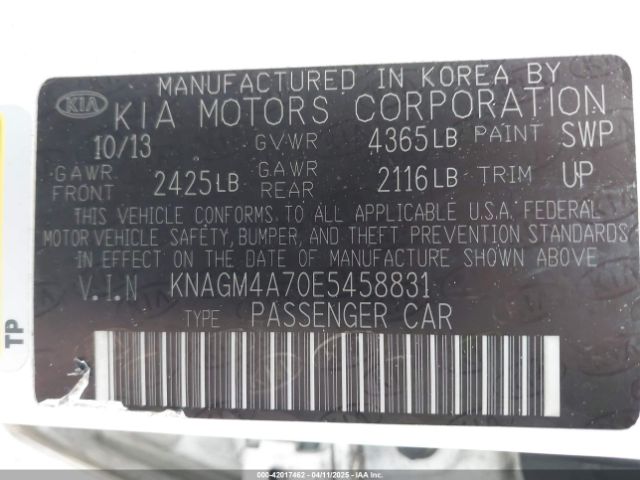 MANUFACTURED IN KOREA BY
KIA KIA MOTORS CORPORATION
10/13 GVWR 4365LB PAINT SWP
GAWR FRONT 2425LB GAWR REAR 2116LB TRIM UP
THIS VEHICLE CONFORMS TO ALL APPLICABLE U.S.A. FEDERAL
MOTOR VEHICLE SAFETY, BUMPER, AND THEFT PREVENTION STANDARDS
IN EFFECT ON THE DATE OF MANUFACTURE SHOWN ABOVE
V.I.N KNAGM4A70E5458831
TYPE PASSENGER CAR
TP
000-42017462 - 04/11/2025 - IAAI.COM